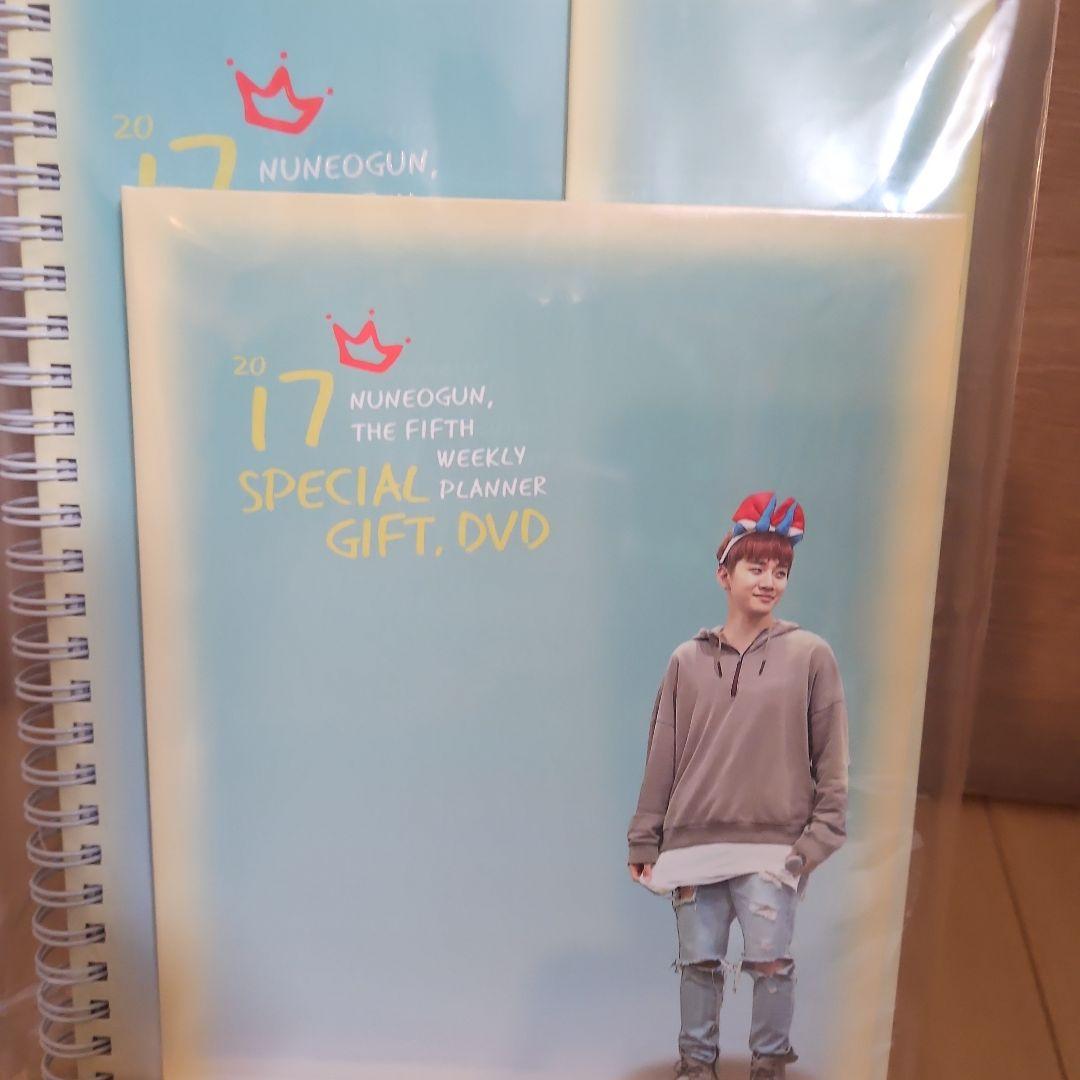 20
17
NUNEOGUN,
20
17
NUNEOGUN,
THE FIFTH
WEEKLY
SPECIAL PLANNER
GIFT. DVD